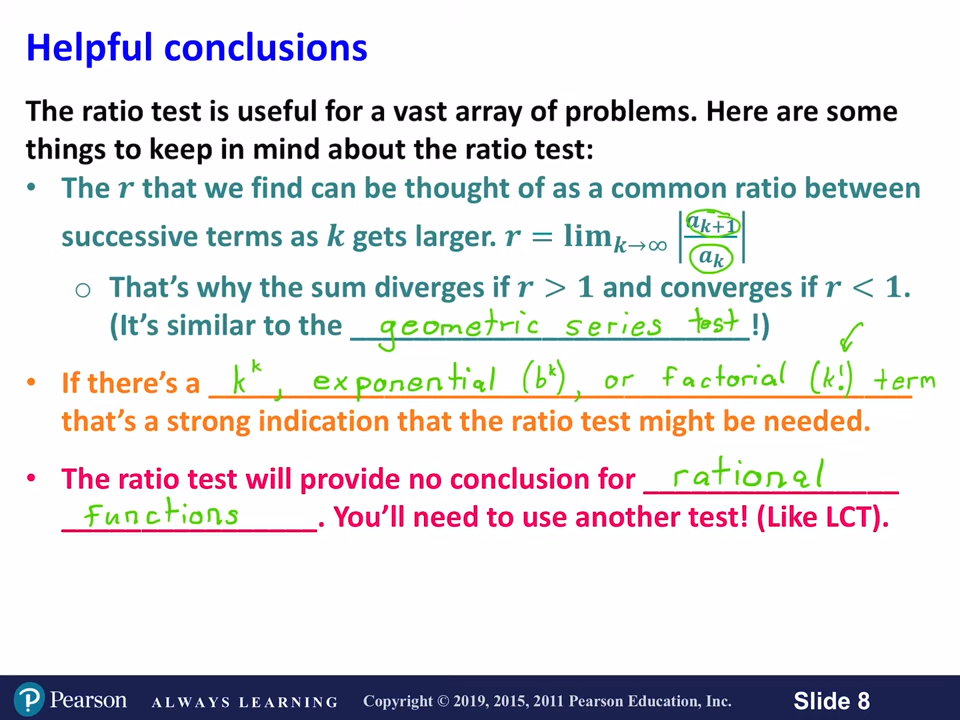 Helpful conclusions
The ratio test is useful for a vast array of problems. Here are some
things to keep in mind about the ratio test:
• The r that we find can be thought of as a common ratio between
successive terms as k gets larger. r = lim_{k→∞} |a_{k+1}/a_k|
○ That's why the sum diverges if r > 1 and converges if r < 1.
(It's similar to the geometric series test!)
• If there's a k^k, exponential (b^k), or factorial (k!) term
that's a strong indication that the ratio test might be needed.
• The ratio test will provide no conclusion for rational
functions. You'll need to use another test! (Like LCT).
Pearson ALWAYS LEARNING Copyright © 2019, 2015, 2011 Pearson Education, Inc. Slide 8